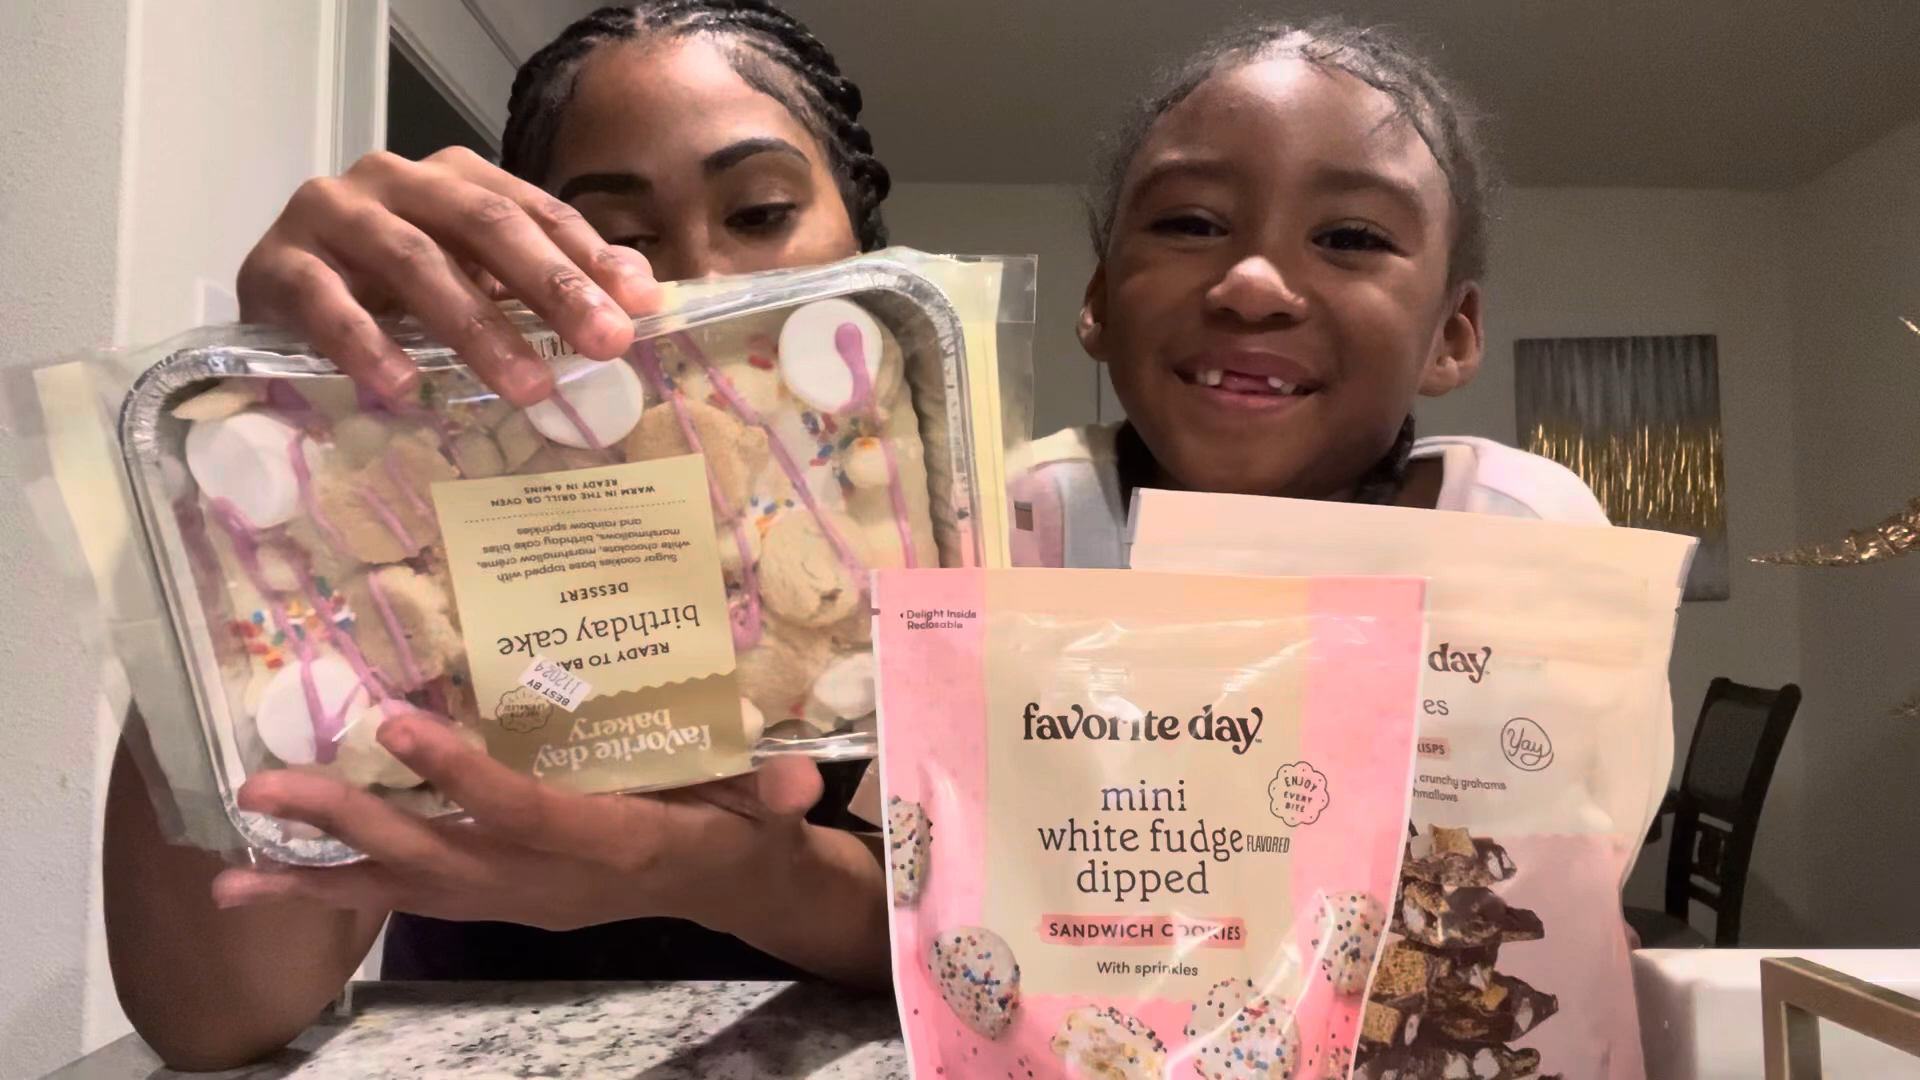 favorite day
bakery
BEST BY
112024
READY TO
birthday cake
DESSERT
Sugar cookies base topped with
white chocolate, marshmallow crème,
marshmallows, birthday cake bites
and rainbow sprinkles
WARM IN THE GRILL OR OVEN
READY IN 6 MINS
Delight Inside
Reclosable
favorite day
mini
white fudge FLAVORED
dipped
ENJOY
EVERY
BITE
SANDWICH COOKIES
With sprinkles
day
es
Yay
crunchy grahams